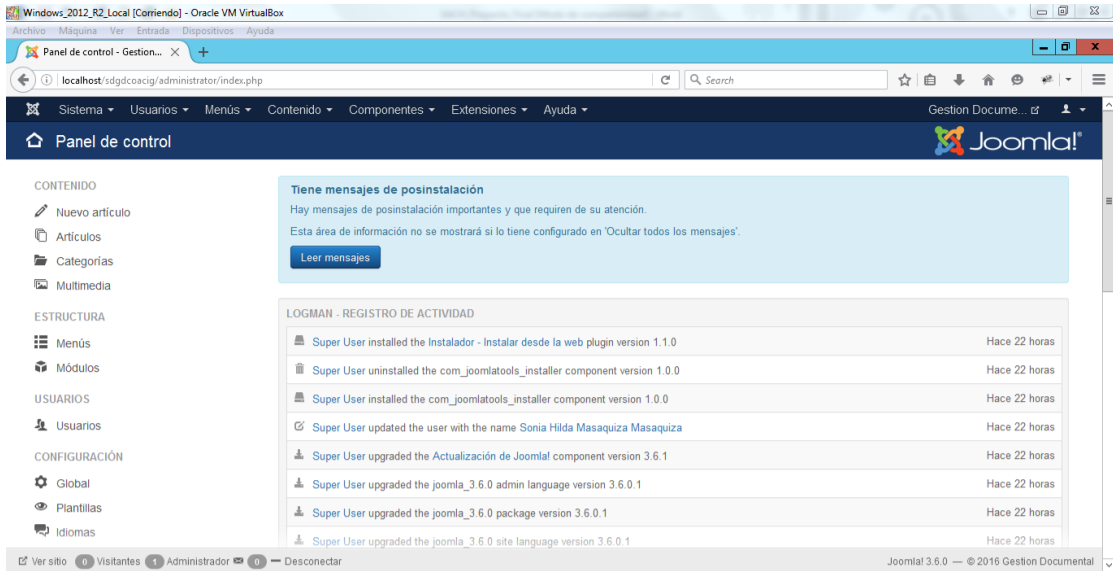 Windows_2012_R2_Local [Corriendo] - Oracle VM VirtualBox
Archivo Máquina Ver Entrada Dispositivos Ayuda
Panel de control - Gestion... × +
localhost/sdgdcoacig/administrator/index.php
Search
Sistema Usuarios Menús Contenido Componentes Extensiones Ayuda
Gestion Docume...
Panel de control
Joomla!®
CONTENIDO
Nuevo artículo
Artículos
Categorías
Multimedia
ESTRUCTURA
Menús
Módulos
USUARIOS
Usuarios
CONFIGURACIÓN
Global
Plantillas
Idiomas
Tiene mensajes de posinstalación
Hay mensajes de posinstalación importantes y que requiren de su atención.
Esta área de información no se mostrará si lo tiene configurado en 'Ocultar todos los mensajes'.
Leer mensajes
LOGMAN - REGISTRO DE ACTIVIDAD
Super User installed the Instalador - Instalar desde la web plugin version 1.1.0 Hace 22 horas
Super User uninstalled the com_joomlatools_installer component version 1.0.0 Hace 22 horas
Super User installed the com_joomlatools_installer component version 1.0.0 Hace 22 horas
Super User updated the user with the name Sonia Hilda Masaquiza Masaquiza Hace 22 horas
Super User upgraded the Actualización de Joomla! component version 3.6.1 Hace 22 horas
Super User upgraded the joomla_3.6.0 admin language version 3.6.0.1 Hace 22 horas
Super User upgraded the joomla_3.6.0 package version 3.6.0.1 Hace 22 horas
Super User upgraded the joomla_3.6.0 site language version 3.6.0.1 Hace 22 horas
Ver sitio 0 Visitantes 1 Administrador 0 Desconectar
Joomla! 3.6.0 — © 2016 Gestion Documental